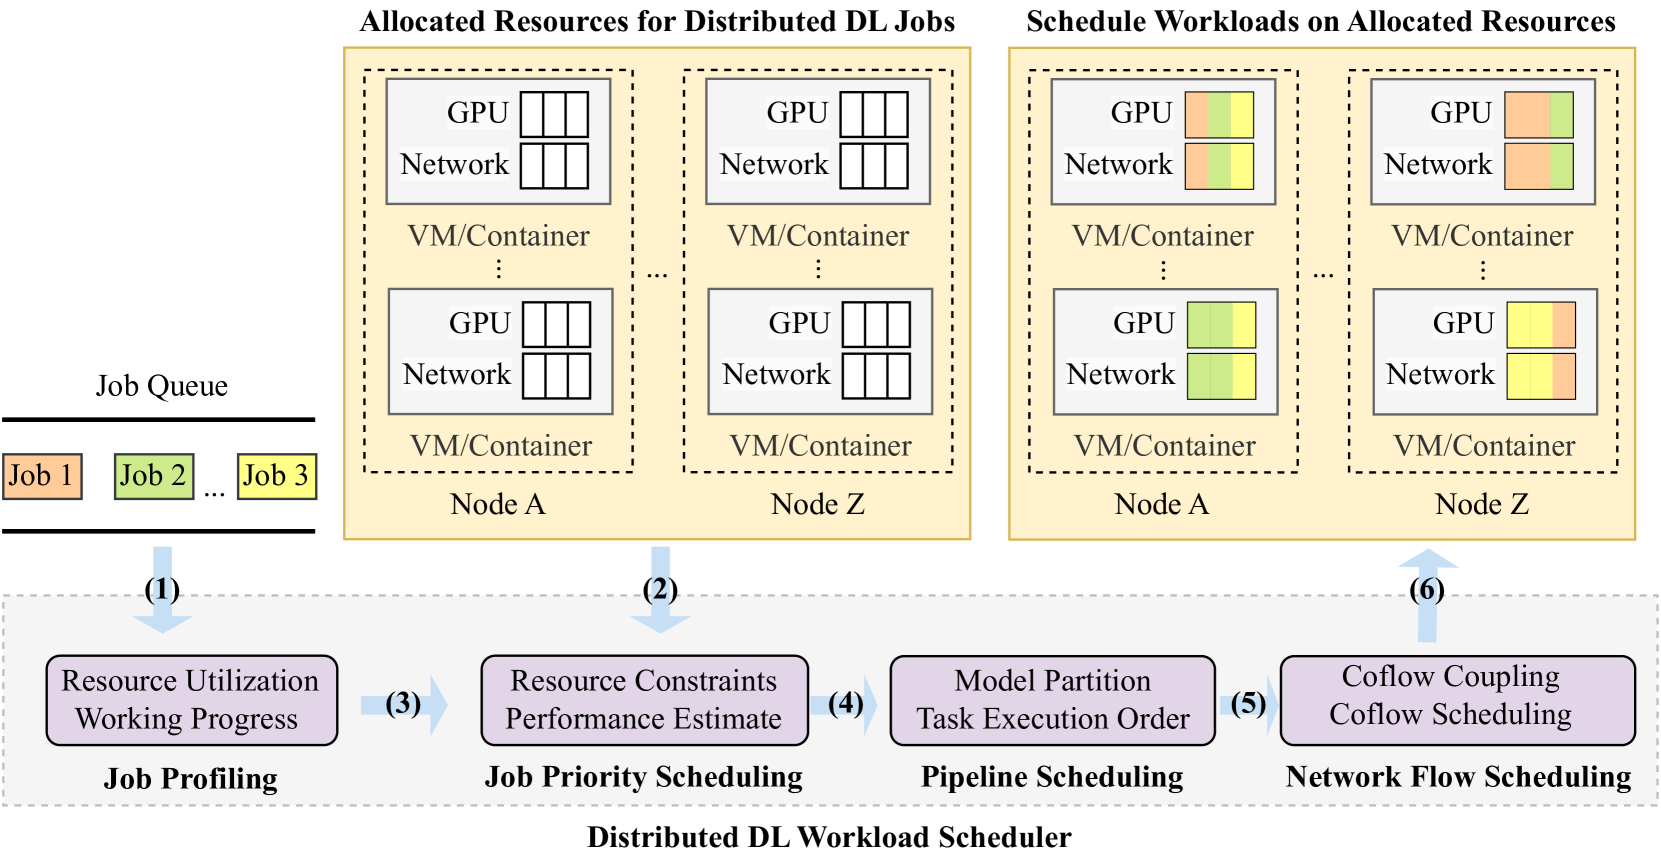 Allocated Resources for Distributed DL Jobs
GPU
Network
VM/Container
⋮
GPU
Network
VM/Container
Node A
...
GPU
Network
VM/Container
⋮
GPU
Network
VM/Container
Node Z
Schedule Workloads on Allocated Resources
GPU
Network
VM/Container
⋮
GPU
Network
VM/Container
Node A
...
GPU
Network
VM/Container
⋮
GPU
Network
VM/Container
Node Z
Job Queue
Job 1
Job 2
...
Job 3
(1)
(2)
(6)
Resource Utilization
Working Progress
Job Profiling
(3)
Resource Constraints
Performance Estimate
Job Priority Scheduling
(4)
Model Partition
Task Execution Order
Pipeline Scheduling
(5)
Coflow Coupling
Coflow Scheduling
Network Flow Scheduling
Distributed DL Workload Scheduler